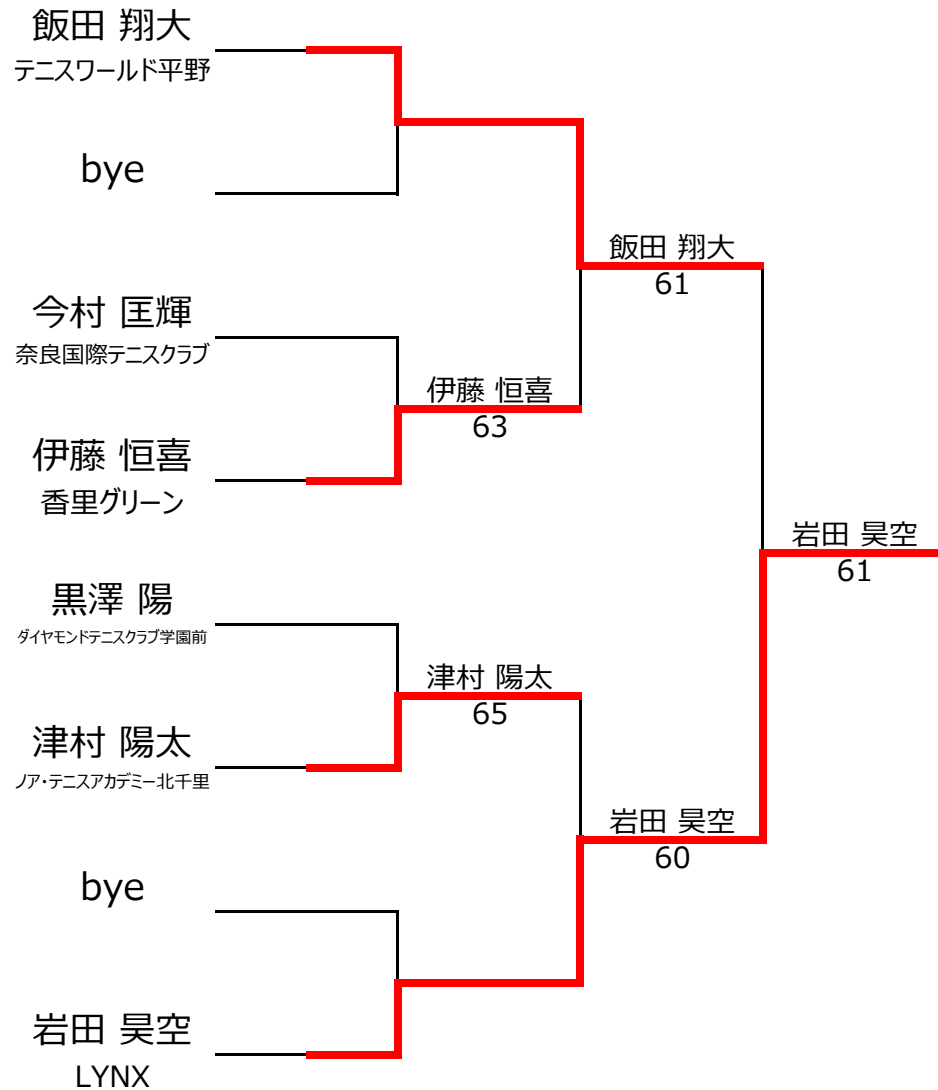 飯田 翔大
テニスワールド平野
bye
飯田 翔大
61
今村 匡輝
奈良国際テニスクラブ
伊藤 恒喜
63
伊藤 恒喜
香里グリーン
岩田 昊空
61
黒澤 陽
ダイヤモンドテニスクラブ学園前
津村 陽太
65
津村 陽太
ノア・テニスアカデミー北千里
岩田 昊空
60
bye
岩田 昊空
LYNX